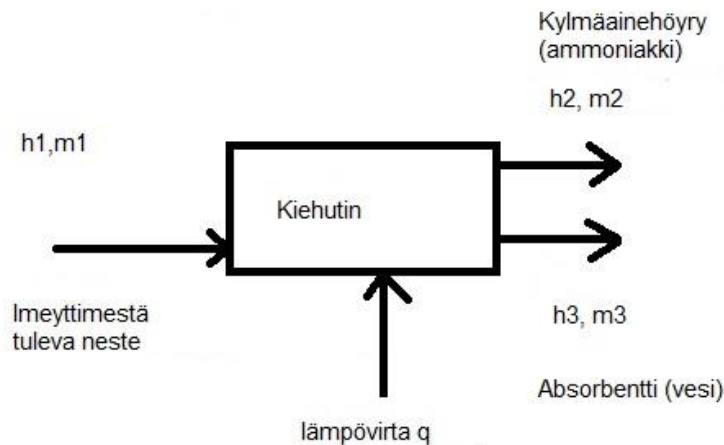 Kylmäainehöyry
(ammoniakki)
h2, m2
h1,m1
Kiehutin
Imeyttimestä
tuleva neste
h3, m3
Absorbentti (vesi)
lämpövirta q